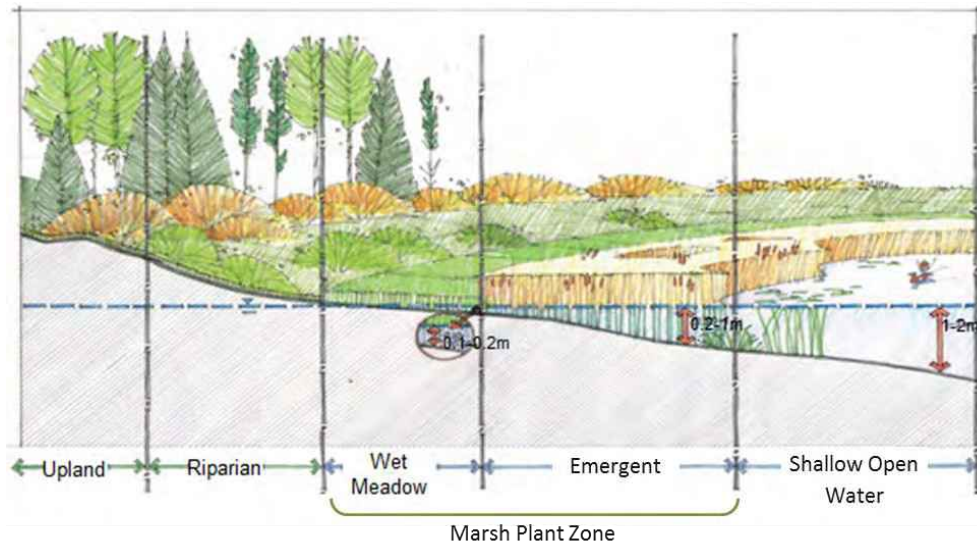 0.1-0.2m
0.2-1m
1-2m
Upland
Riparian
Wet
Meadow
Emergent
Shallow Open
Water
Marsh Plant Zone